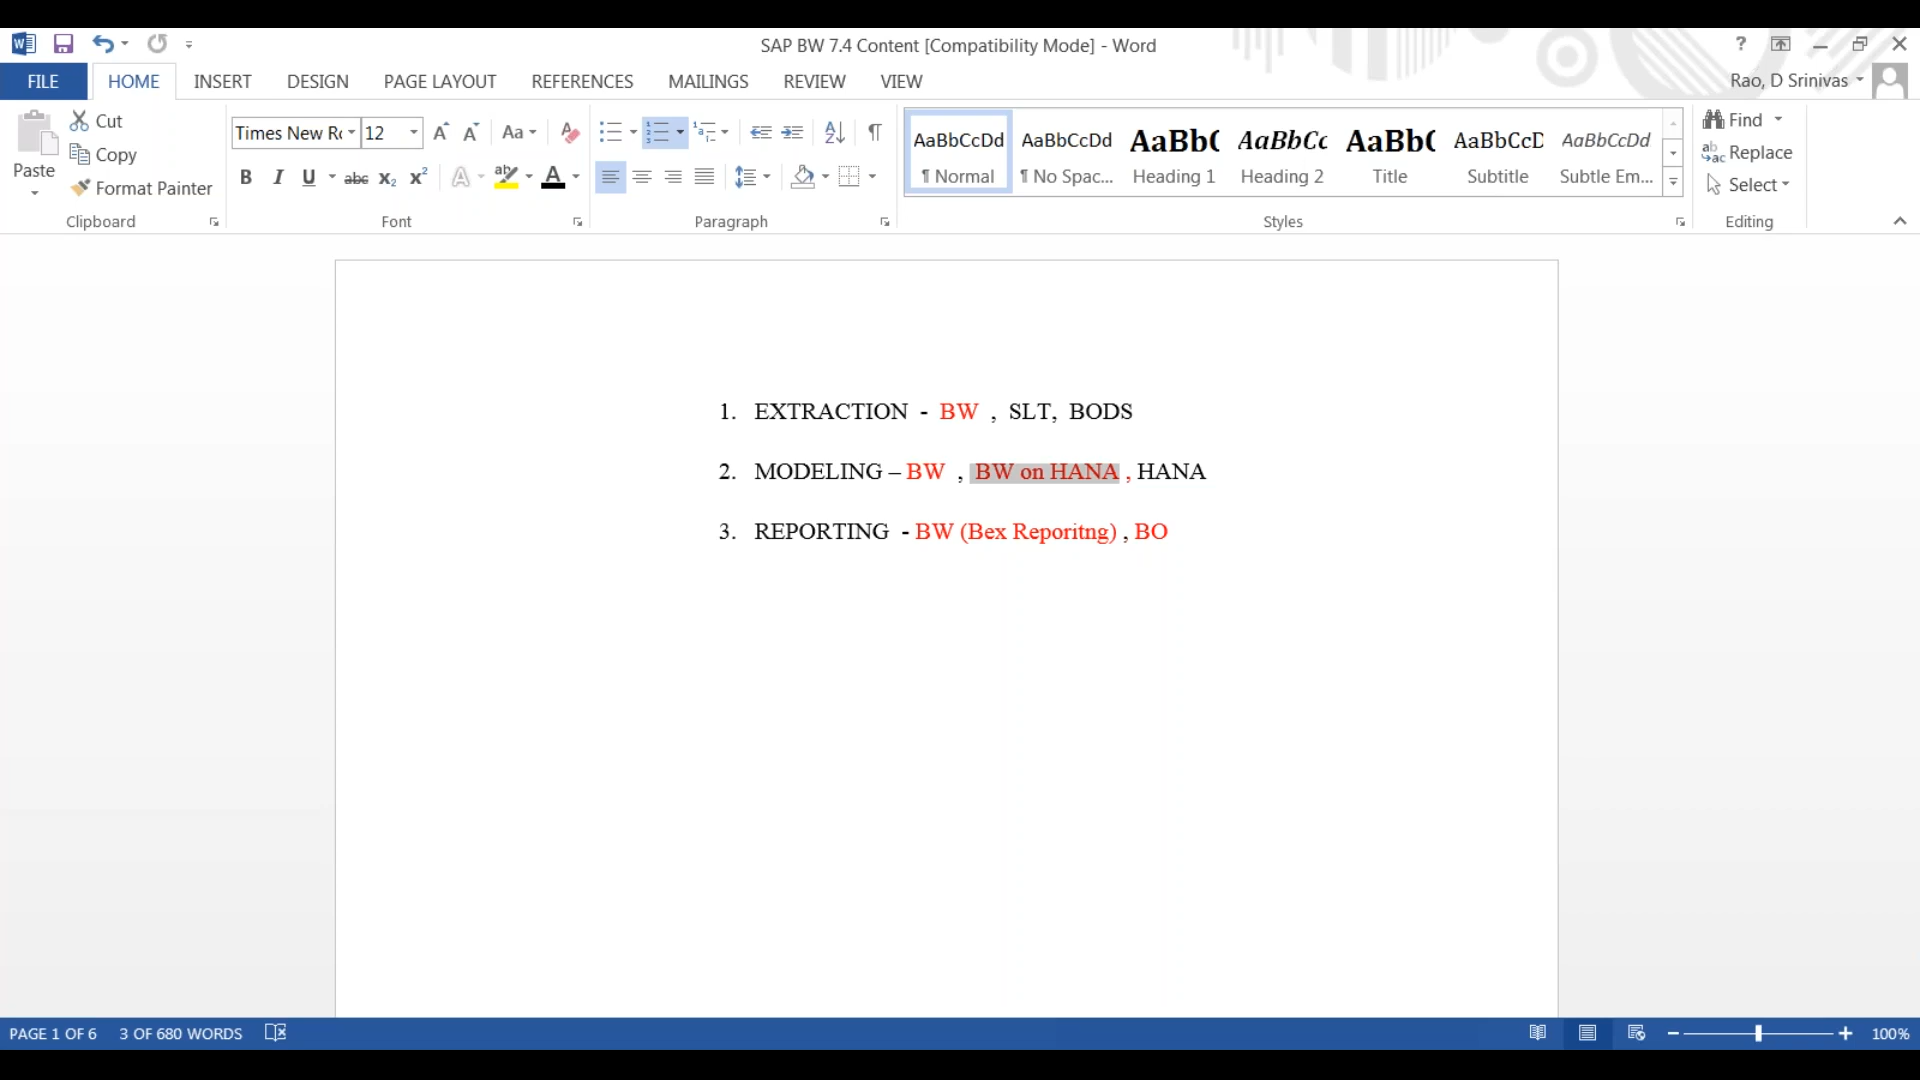 SAP BW 7.4 Content [Compatibility Mode] - Word
?
FILE HOME INSERT DESIGN PAGE LAYOUT REFERENCES MAILINGS REVIEW VIEW Rao, D Srinivas
Paste
Cut
Copy
Format Painter
Clipboard
Times New Rc 12
Font
Paragraph
AaBbCcDd AaBbCcDd AaBb( AaBbCc AaBb( AaBbCcD AaBbCcDd
¶ Normal ¶ No Spac... Heading 1 Heading 2 Title Subtitle Subtle Em...
Styles
Find
Replace
Select
Editing
1. EXTRACTION - BW , SLT, BODS
2. MODELING – BW , BW on HANA , HANA
3. REPORTING - BW (Bex Reporitng) , BO
PAGE 1 OF 6 3 OF 680 WORDS 100%